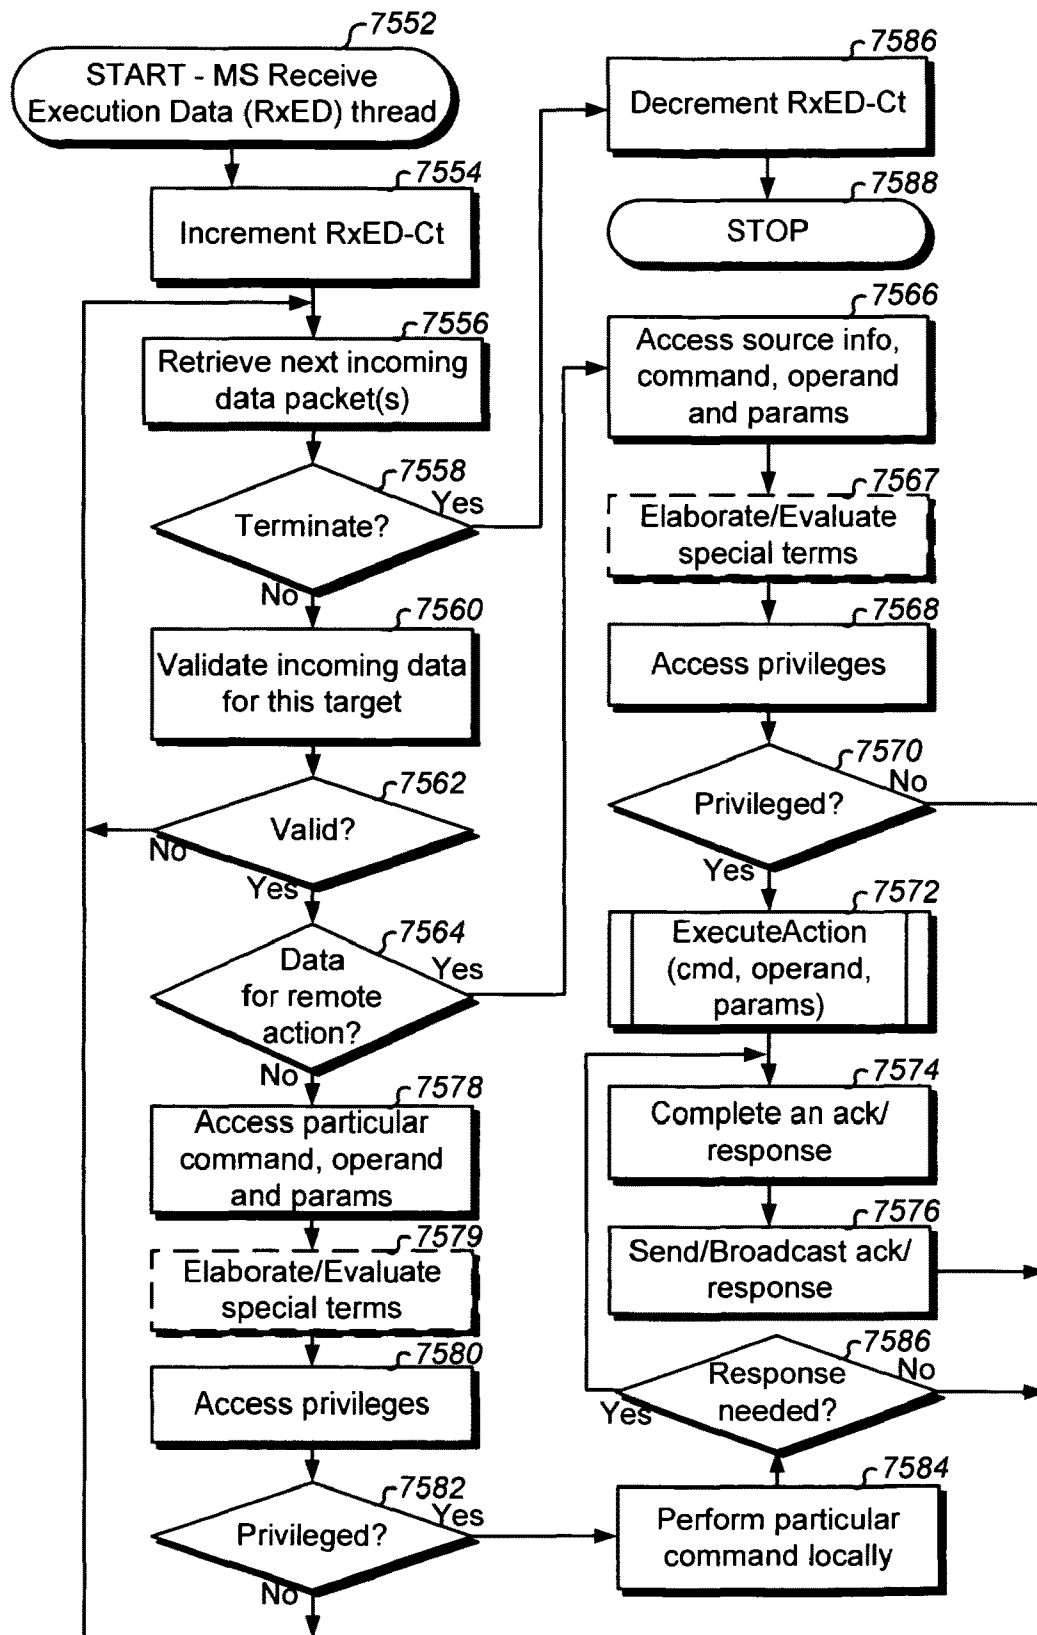 7552
START - MS Receive
Execution Data (RxED) thread
7554
Increment RxED-Ct
7556
Retrieve next incoming
data packet(s)
7558
Yes
Terminate?
No
7560
Validate incoming data
for this target
7562
Valid?
No
Yes
7564
Data
for remote
action?
Yes
No
7578
Access particular
command, operand
and params
7579
Elaborate/Evaluate
special terms
7580
Access privileges
7582
Yes
Privileged?
No
7586
Decrement RxED-Ct
7588
STOP
7566
Access source info,
command, operand
and params
7567
Elaborate/Evaluate
special terms
7568
Access privileges
7570
No
Privileged?
Yes
7572
ExecuteAction
(cmd, operand,
params)
7574
Complete an ack/
response
7576
Send/Broadcast ack/
response
7586
No
Response
needed?
Yes
7584
Perform particular
command locally